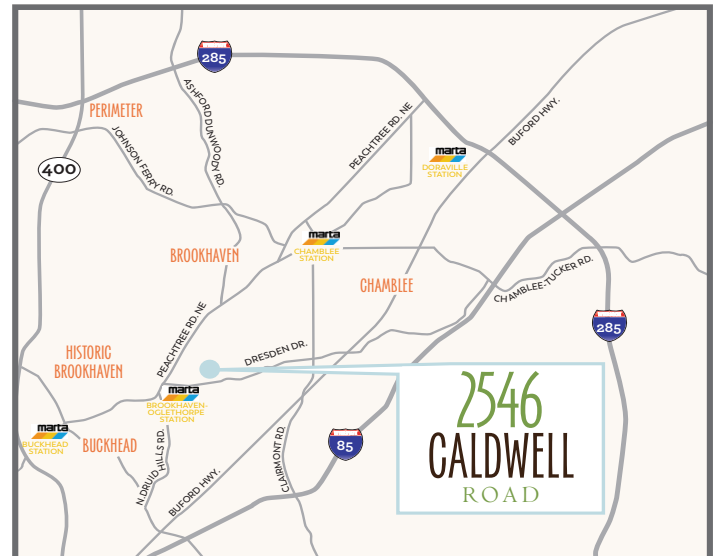 285
PERIMETER
ASHFORD DUNWOODY RD.
JOHNSON FERRY RD.
400
PEACHTREE RD. NE
BUFORD HWY.
marta
DORAVILLE
STATION
marta
CHAMBLEE
STATION
BROOKHAVEN
CHAMBLEE
CHAMBLEE-TUCKER RD.
285
PEACHTREE RD. NE
DRESDEN DR.
HISTORIC
BROOKHAVEN
marta
BROOKHAVEN-
OGLETHORPE
STATION
marta
BUCKHEAD
STATION
BUCKHEAD
N.DRUID HILLS RD.
BUFORD HWY.
CLAIRMONT RD.
85
2546
CALDWELL
ROAD